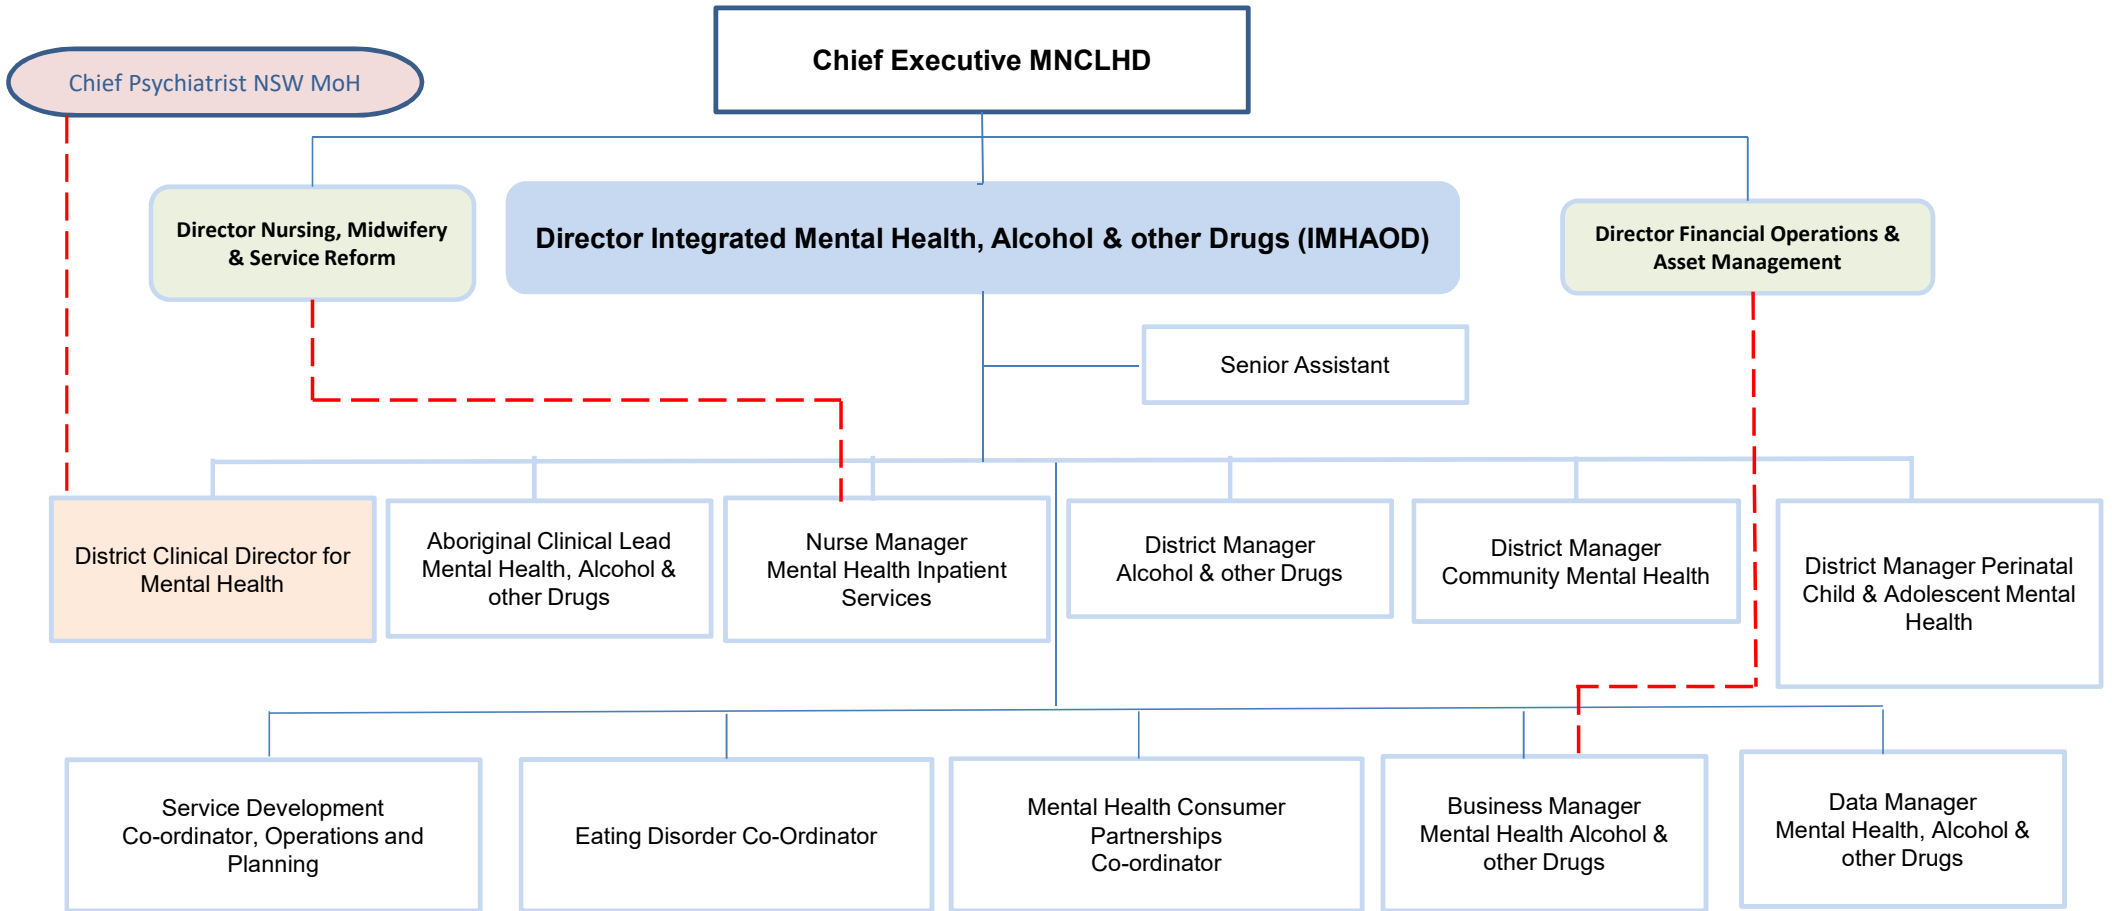 Chief Executive MNCLHD
Chief Psychiatrist NSW MoH
Director Nursing, Midwifery
& Service Reform
Director Integrated Mental Health, Alcohol & other Drugs (IMHAOD)
Director Financial Operations &
Asset Management
Senior Assistant
District Clinical Director for
Mental Health
Aboriginal Clinical Lead
Mental Health, Alcohol &
other Drugs
Nurse Manager
Mental Health Inpatient
Services
District Manager
Alcohol & other Drugs
District Manager
Community Mental Health
District Manager Perinatal
Child & Adolescent Mental
Health
Service Development
Co-ordinator, Operations and
Planning
Eating Disorder Co-Ordinator
Mental Health Consumer
Partnerships
Co-ordinator
Business Manager
Mental Health Alcohol &
other Drugs
Data Manager
Mental Health, Alcohol &
other Drugs